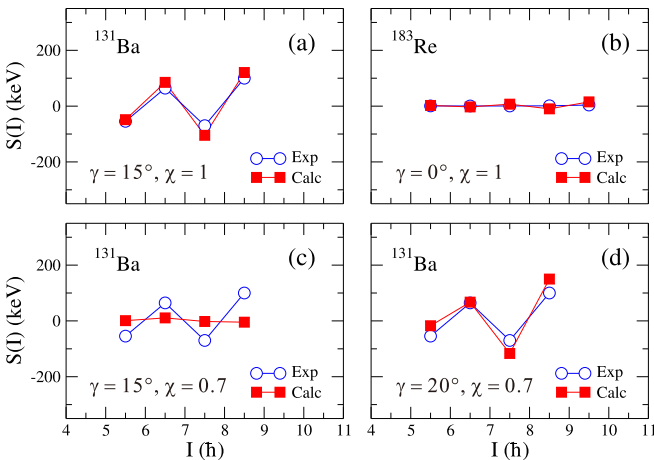 ¹³¹Ba
(a)
S(I) (keV)
200
0
-200
γ = 15°, χ = 1
Exp
Calc
¹⁸³Re
(b)
γ = 0°, χ = 1
Exp
Calc
¹³¹Ba
(c)
S(I) (keV)
200
0
-200
γ = 15°, χ = 0.7
Exp
Calc
4 5 6 7 8 9 10 11
I (ħ)
¹³¹Ba
(d)
γ = 20°, χ = 0.7
Exp
Calc
4 5 6 7 8 9 10 11
I (ħ)